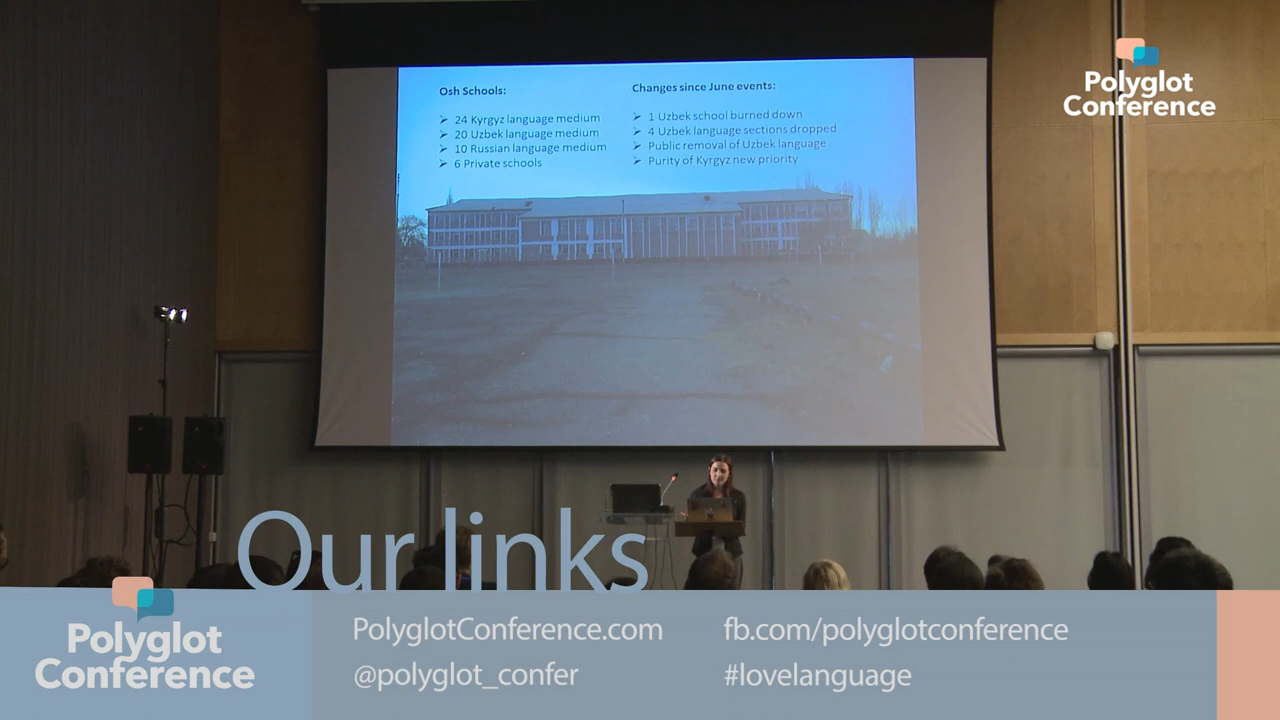 Osh Schools:
➢ 24 Kyrgyz language medium
➢ 20 Uzbek language medium
➢ 10 Russian language medium
➢ 6 Private schools
Changes since June events:
➢ 1 Uzbek school burned down
➢ 4 Uzbek language sections dropped
➢ Public removal of Uzbek language
➢ Purity of Kyrgyz new priority
Polyglot
Conference
Our links
Polyglot
Conference
PolyglotConference.com
@polyglot_confer
fb.com/polyglotconference
#lovelanguage